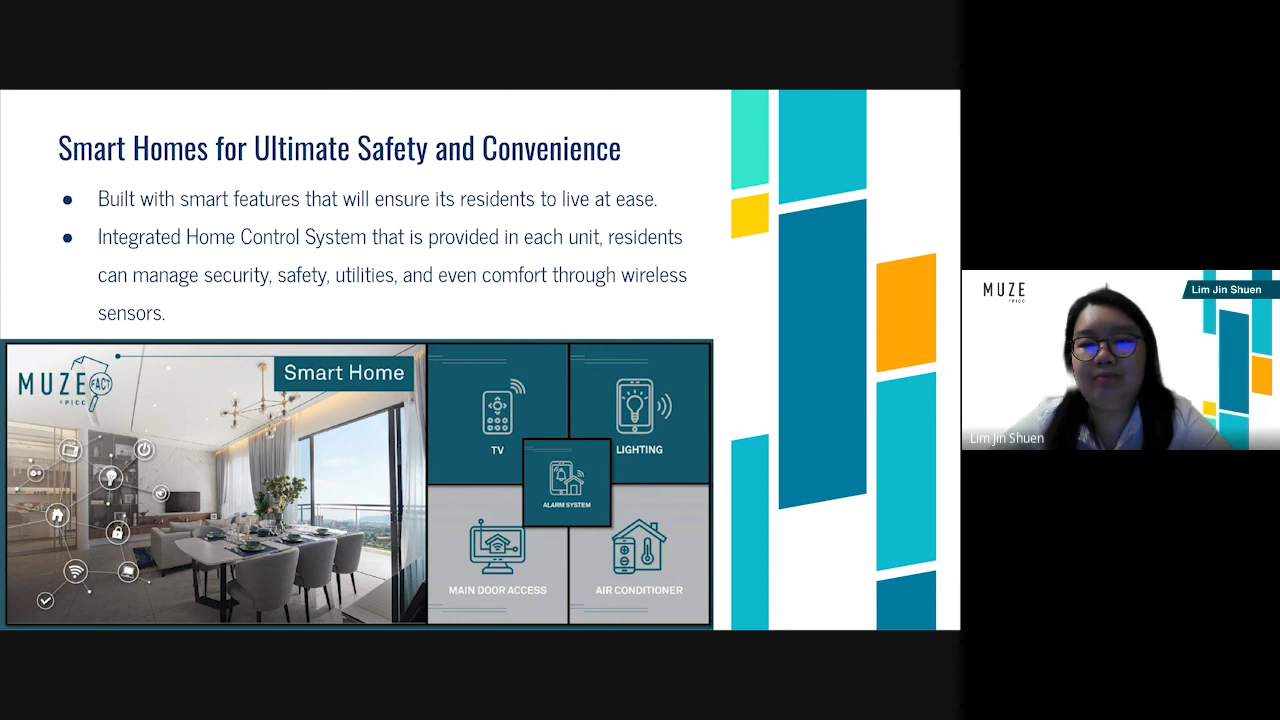 Smart Homes for Ultimate Safety and Convenience
● Built with smart features that will ensure its residents to live at ease.
● Integrated Home Control System that is provided in each unit, residents
can manage security, safety, utilities, and even comfort through wireless
sensors.
MUZE FACT
@PICC
Smart Home
TV
LIGHTING
ALARM SYSTEM
MAIN DOOR ACCESS
AIR CONDITIONER
MUZE
@PICC
Lim Jin Shuen
Lim Jin Shuen